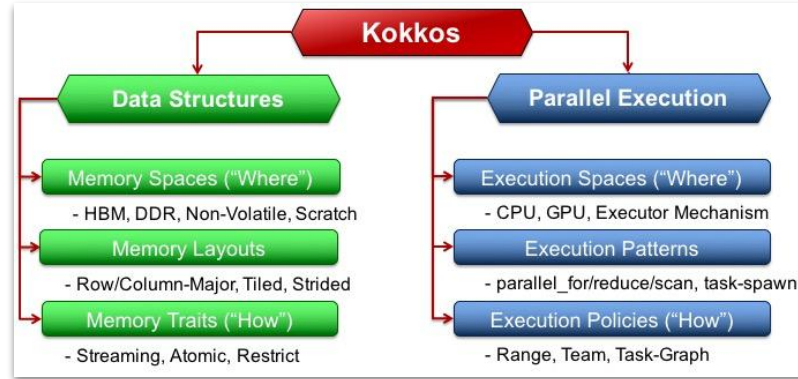 Kokkos
Data Structures
Memory Spaces (“Where”)
- HBM, DDR, Non-Volatile, Scratch
Memory Layouts
- Row/Column-Major, Tiled, Strided
Memory Traits (“How”)
- Streaming, Atomic, Restrict
Parallel Execution
Execution Spaces (“Where”)
- CPU, GPU, Executor Mechanism
Execution Patterns
- parallel_for/reduce/scan, task-spawn
Execution Policies (“How”)
- Range, Team, Task-Graph